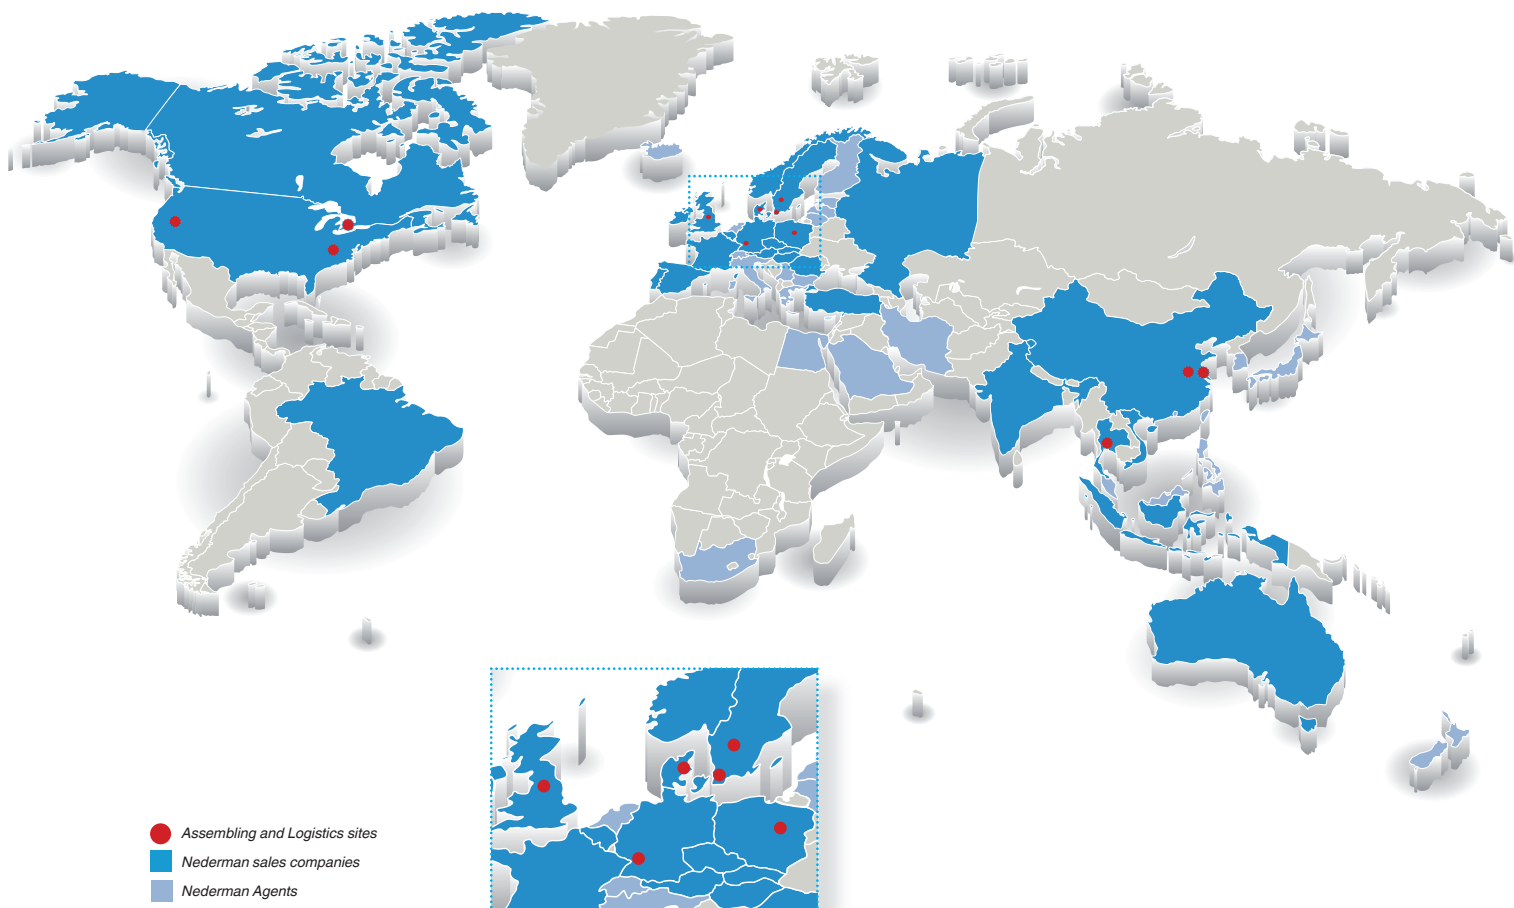 Assembling and Logistics sites
Nederman sales companies
Nederman Agents